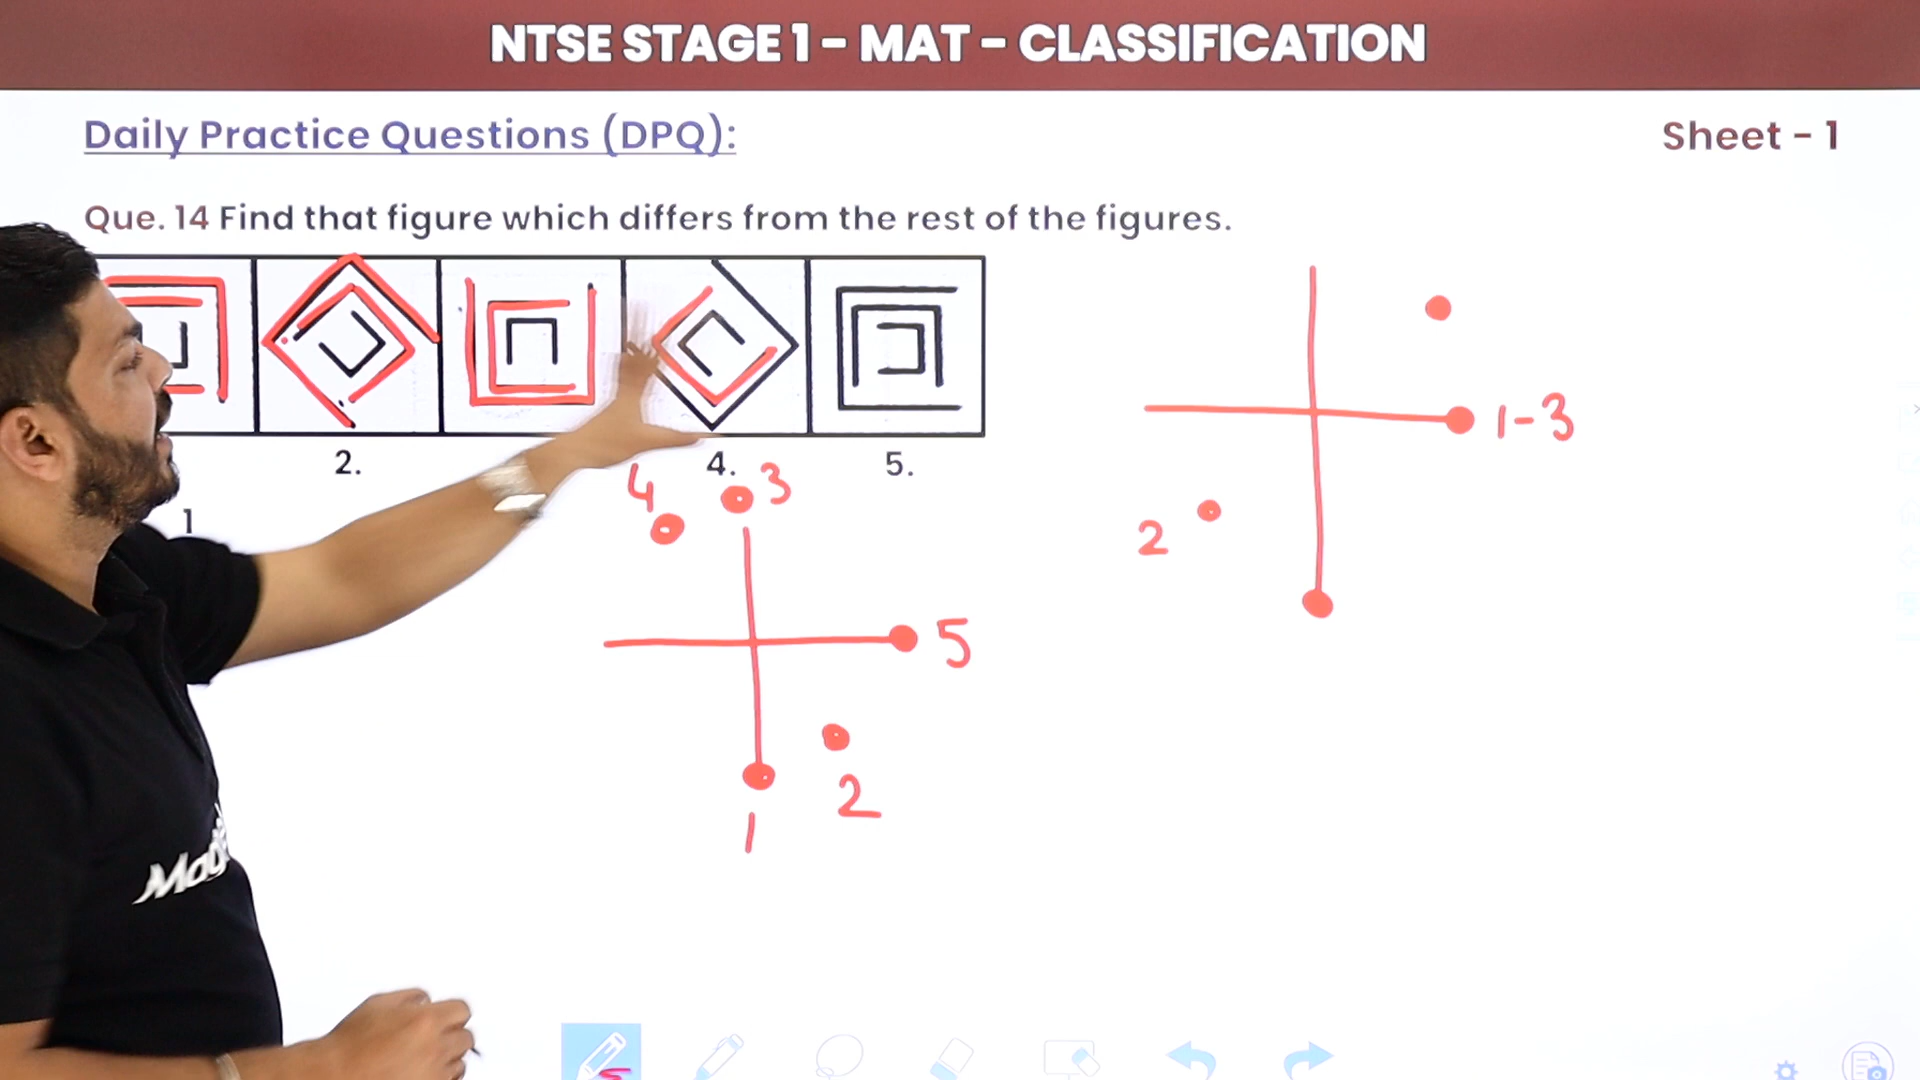 NTSE STAGE 1 - MAT - CLASSIFICATION
Daily Practice Questions (DPQ):
Sheet - 1
Que. 14 Find that figure which differs from the rest of the figures.
2.
4.
5.
1
4
3
5
2
1
1-3
2